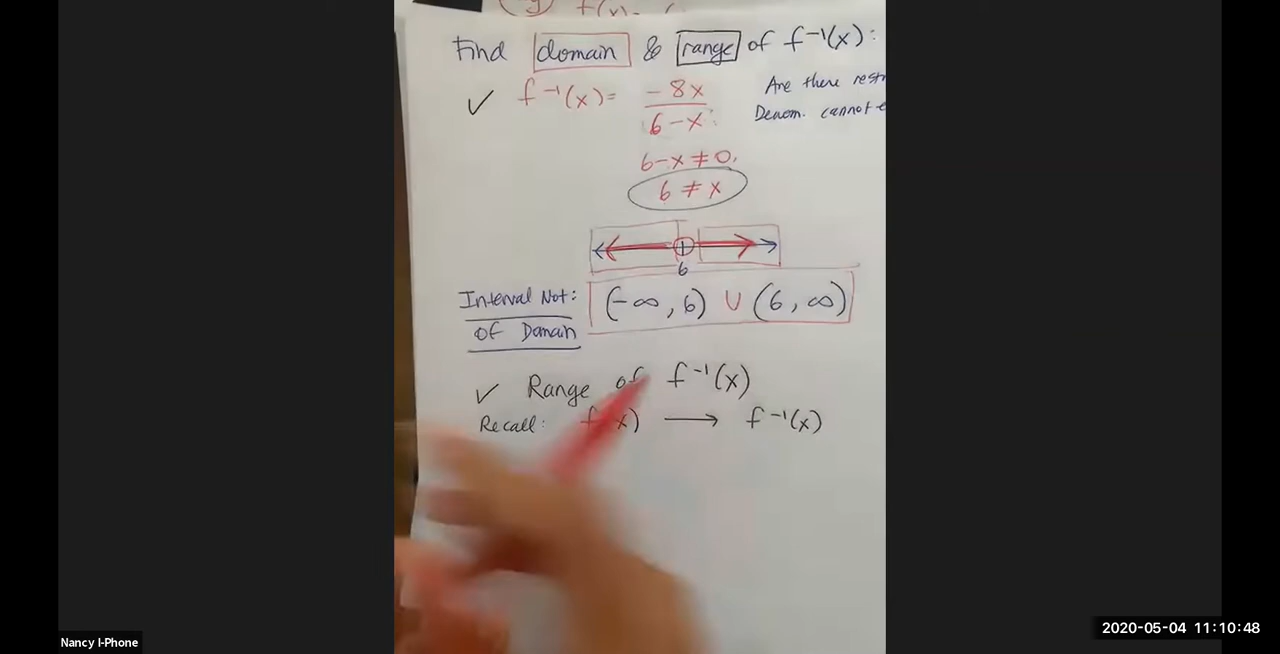 Find domain & range of f⁻¹(x):
✓ f⁻¹(x)= -8x
6-x
Are there
Denom. cannot
6-x ≠ 0,
6 ≠ x
6
Interval Not: (-∞, 6) ∪ (6, ∞)
of Domain
✓ Range of f⁻¹(x)
Recall: f(x) → f⁻¹(x)
Nancy I-Phone
2020-05-04 11:10:48